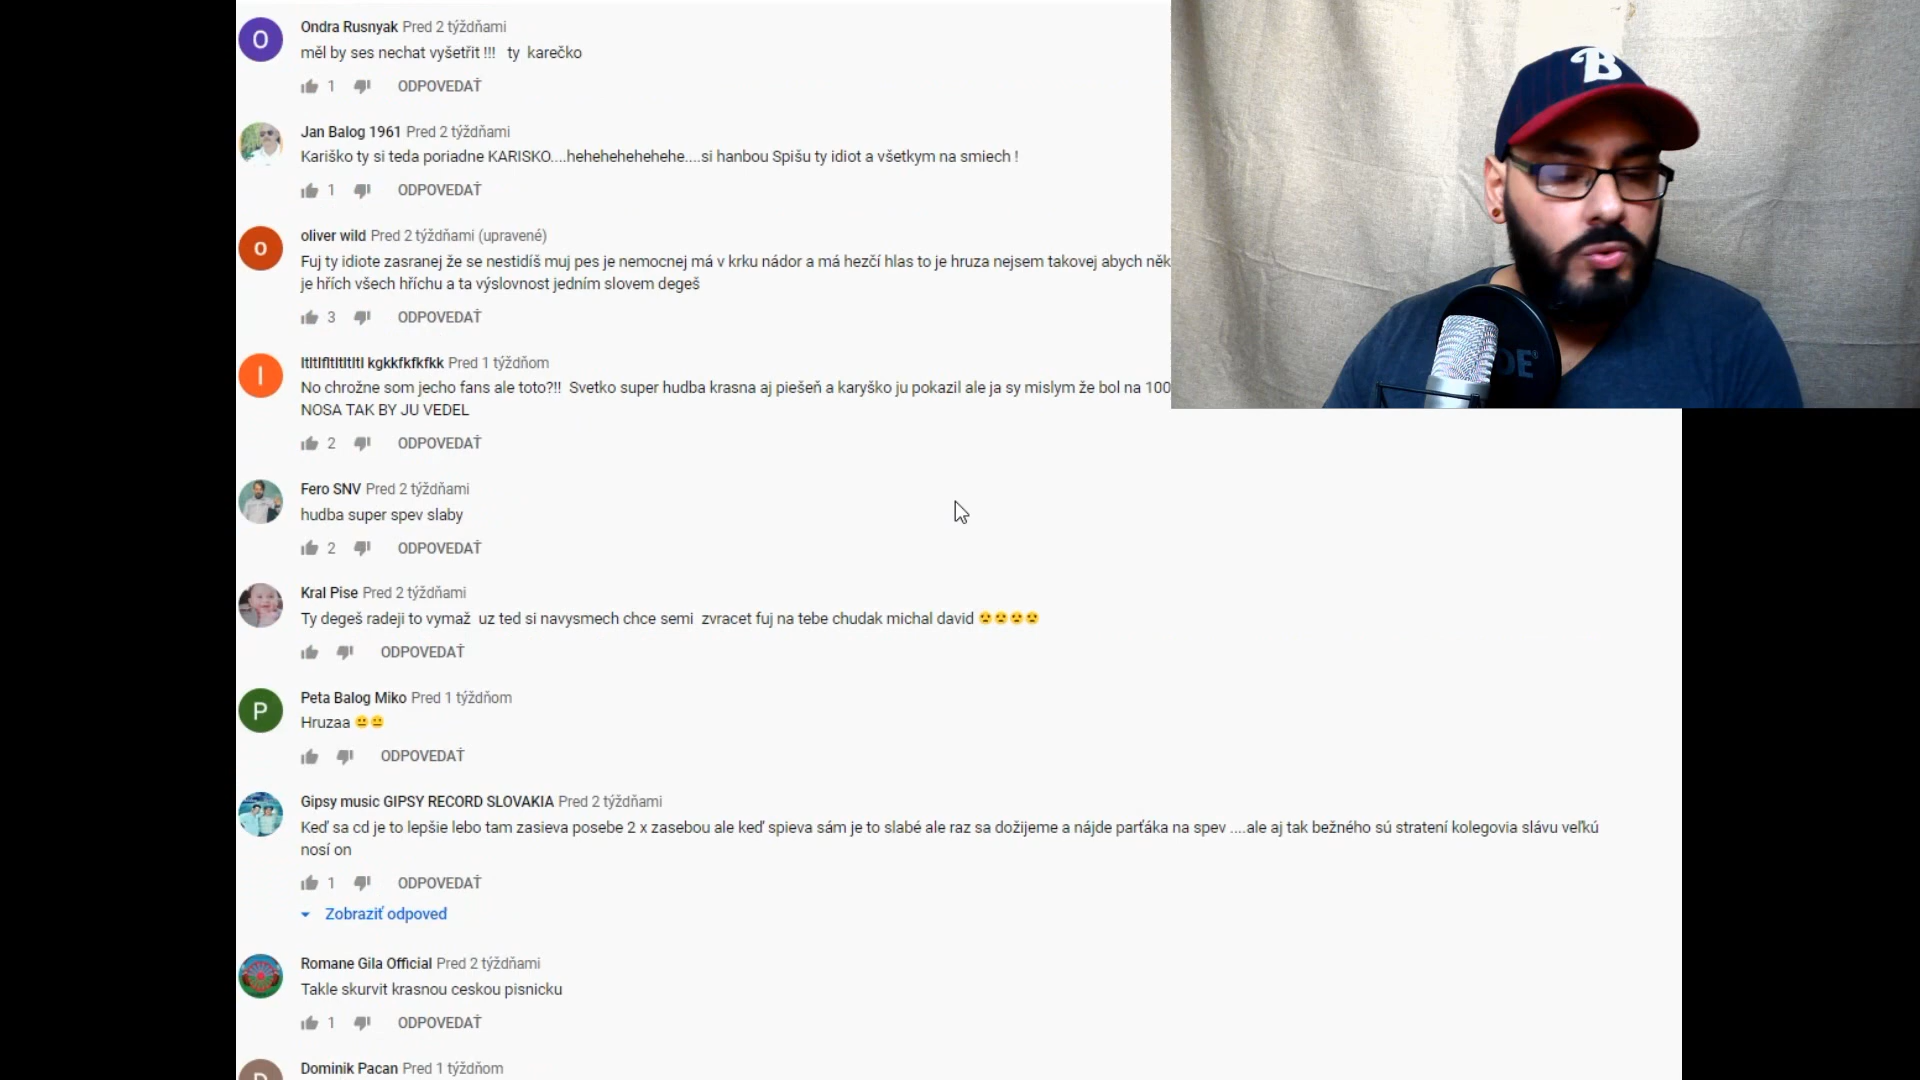 O
Ondra Rusnyak Pred 2 týždňami
měl by ses nechat vyšetřit !!! ty karečko
1 ODPOVEDAŤ
Jan Balog 1961 Pred 2 týždňami
Kariško ty si teda poriadne KARISKO....hehehehehehehe....si hanbou Spišu ty idiot a všetkym na smiech !
1 ODPOVEDAŤ
o
oliver wild Pred 2 týždňami (upravené)
Fuj ty idiote zasranej že se nestidíš muj pes je nemocnej má v krku nádor a má hezčí hlas to je hruza nejsem takovej abych něk
je hřích všech hříchu a ta výslovnost jedním slovem degeš
3 ODPOVEDAŤ
I
kgkkfkfkfkk Pred 1 týždňom
No chrožne som jecho fans ale toto?!! Svetko super hudba krasna aj piešeň a karyško ju pokazil ale ja sy mislym že bol na 100
NOSA TAK BY JU VEDEL
2 ODPOVEDAŤ
Fero SNV Pred 2 týždňami
hudba super spev slaby
2 ODPOVEDAŤ
Kral Pise Pred 2 týždňami
Ty degeš radeji to vymaž uz ted si navysmech chce semi zvracet fuj na tebe chudak michal david
ODPOVEDAŤ
P
Peta Balog Miko Pred 1 týždňom
Hruzaa
ODPOVEDAŤ
Gipsy music GIPSY RECORD SLOVAKIA Pred 2 týždňami
Keď sa cd je to lepšie lebo tam zasieva posebe 2 x zasebou ale keď spieva sám je to slabé ale raz sa dožijeme a nájde parťáka na spev ....ale aj tak bežného sú stratení kolegovia slávu veľkú
nosí on
1 ODPOVEDAŤ
Zobraziť odpoved
Romane Gila Official Pred 2 týždňami
Takle skurvit krasnou ceskou pisnicku
1 ODPOVEDAŤ
Dominik Pacan Pred 1 týždňom
B